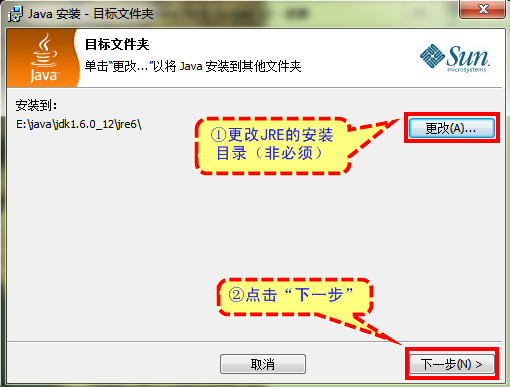 Java 安装 - 目标文件夹
目标文件夹
单击"更改..."以将 Java 安装到其他文件夹
Java™
Sun
microsystems
安装到：
E:\java\jdk1.6.0_12\jre6\
①更改JRE的安装
目录（非必须）
更改(A)...
②点击“下一步”
取消
下一步(N) >